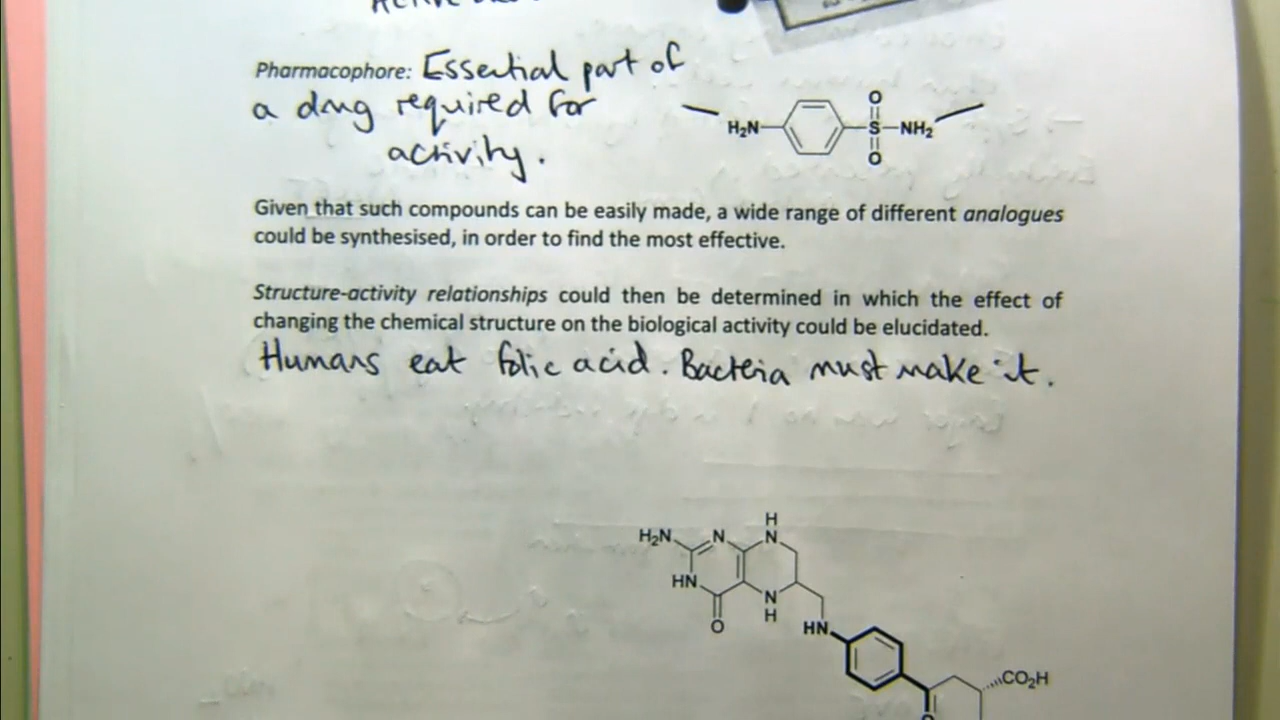 Pharmacophore: Essential part of
a drug required for
activity.
O
H₂N S NH₂
O
Given that such compounds can be easily made, a wide range of different analogues
could be synthesised, in order to find the most effective.
Structure-activity relationships could then be determined in which the effect of
changing the chemical structure on the biological activity could be elucidated.
Humans eat folic acid. Bacteria must make it.
H
H₂N N N
HN N
O H
HN
CO₂H